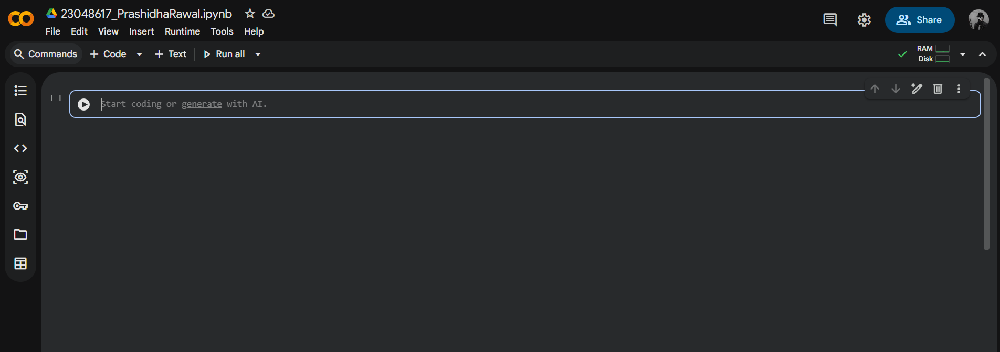 23048617_PrashidhaRawal.ipynb
File Edit View Insert Runtime Tools Help
Share
Commands + Code + Text Run all
RAM
Disk
[ ]
Start coding or generate with AI.